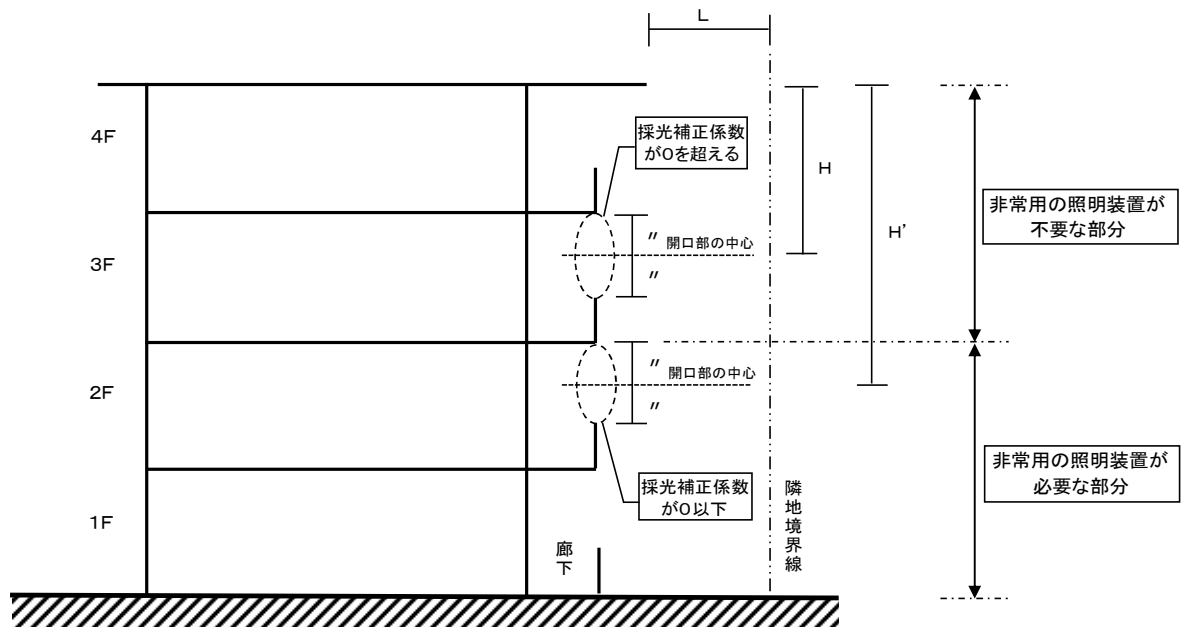 L
採光補正係数
が0を超える
4F
H
H'
非常用の照明装置が
不要な部分
〃
開口部の中心
3F
〃
〃
開口部の中心
2F
〃
非常用の照明装置が
必要な部分
採光補正係数
が0以下
隣地境界線
1F
廊下